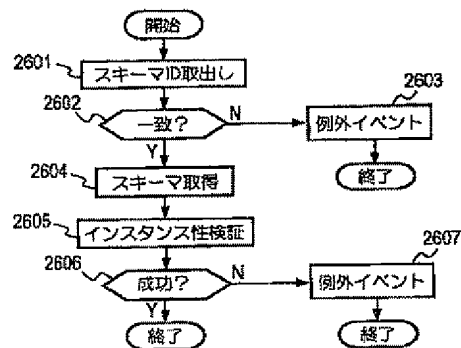 開始
2601
スキーマID取出し
2602
一致?
N
2603
例外イベント
終了
Y
2604
スキーマ取得
2605
インスタンス性検証
2606
成功?
N
2607
例外イベント
終了
Y
終了